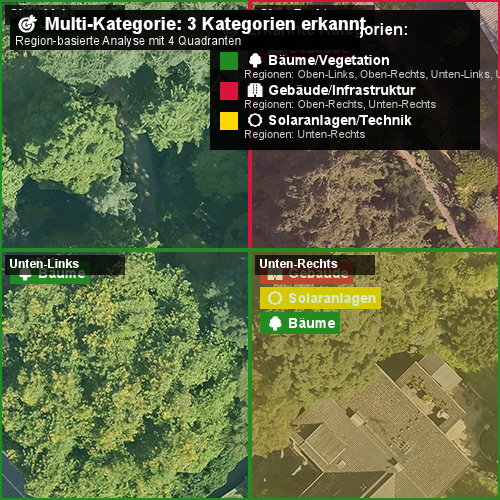 Multi-Kategorie: 3 Kategorien erkannt
orien:
Region-basierte Analyse mit 4 Quadranten
Bäume/Vegetation
Regionen: Oben-Links, Oben-Rechts, Unten-Links, U
Gebäude/Infrastruktur
Regionen: Oben-Rechts, Unten-Rechts
Solaranlagen/Technik
Regionen: Unten-Rechts
Unten-Links
Bäume
Unten-Rechts
Gebäude
Solaranlagen
Bäume